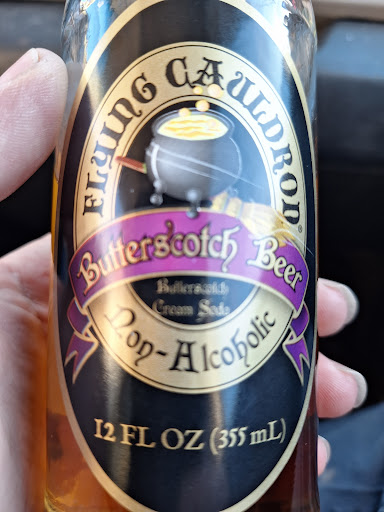 FLYING CAULDRON®
Butterscotch Beer
Butterscotch
Cream Soda
Non-Alcoholic
12 FL OZ (355 mL)